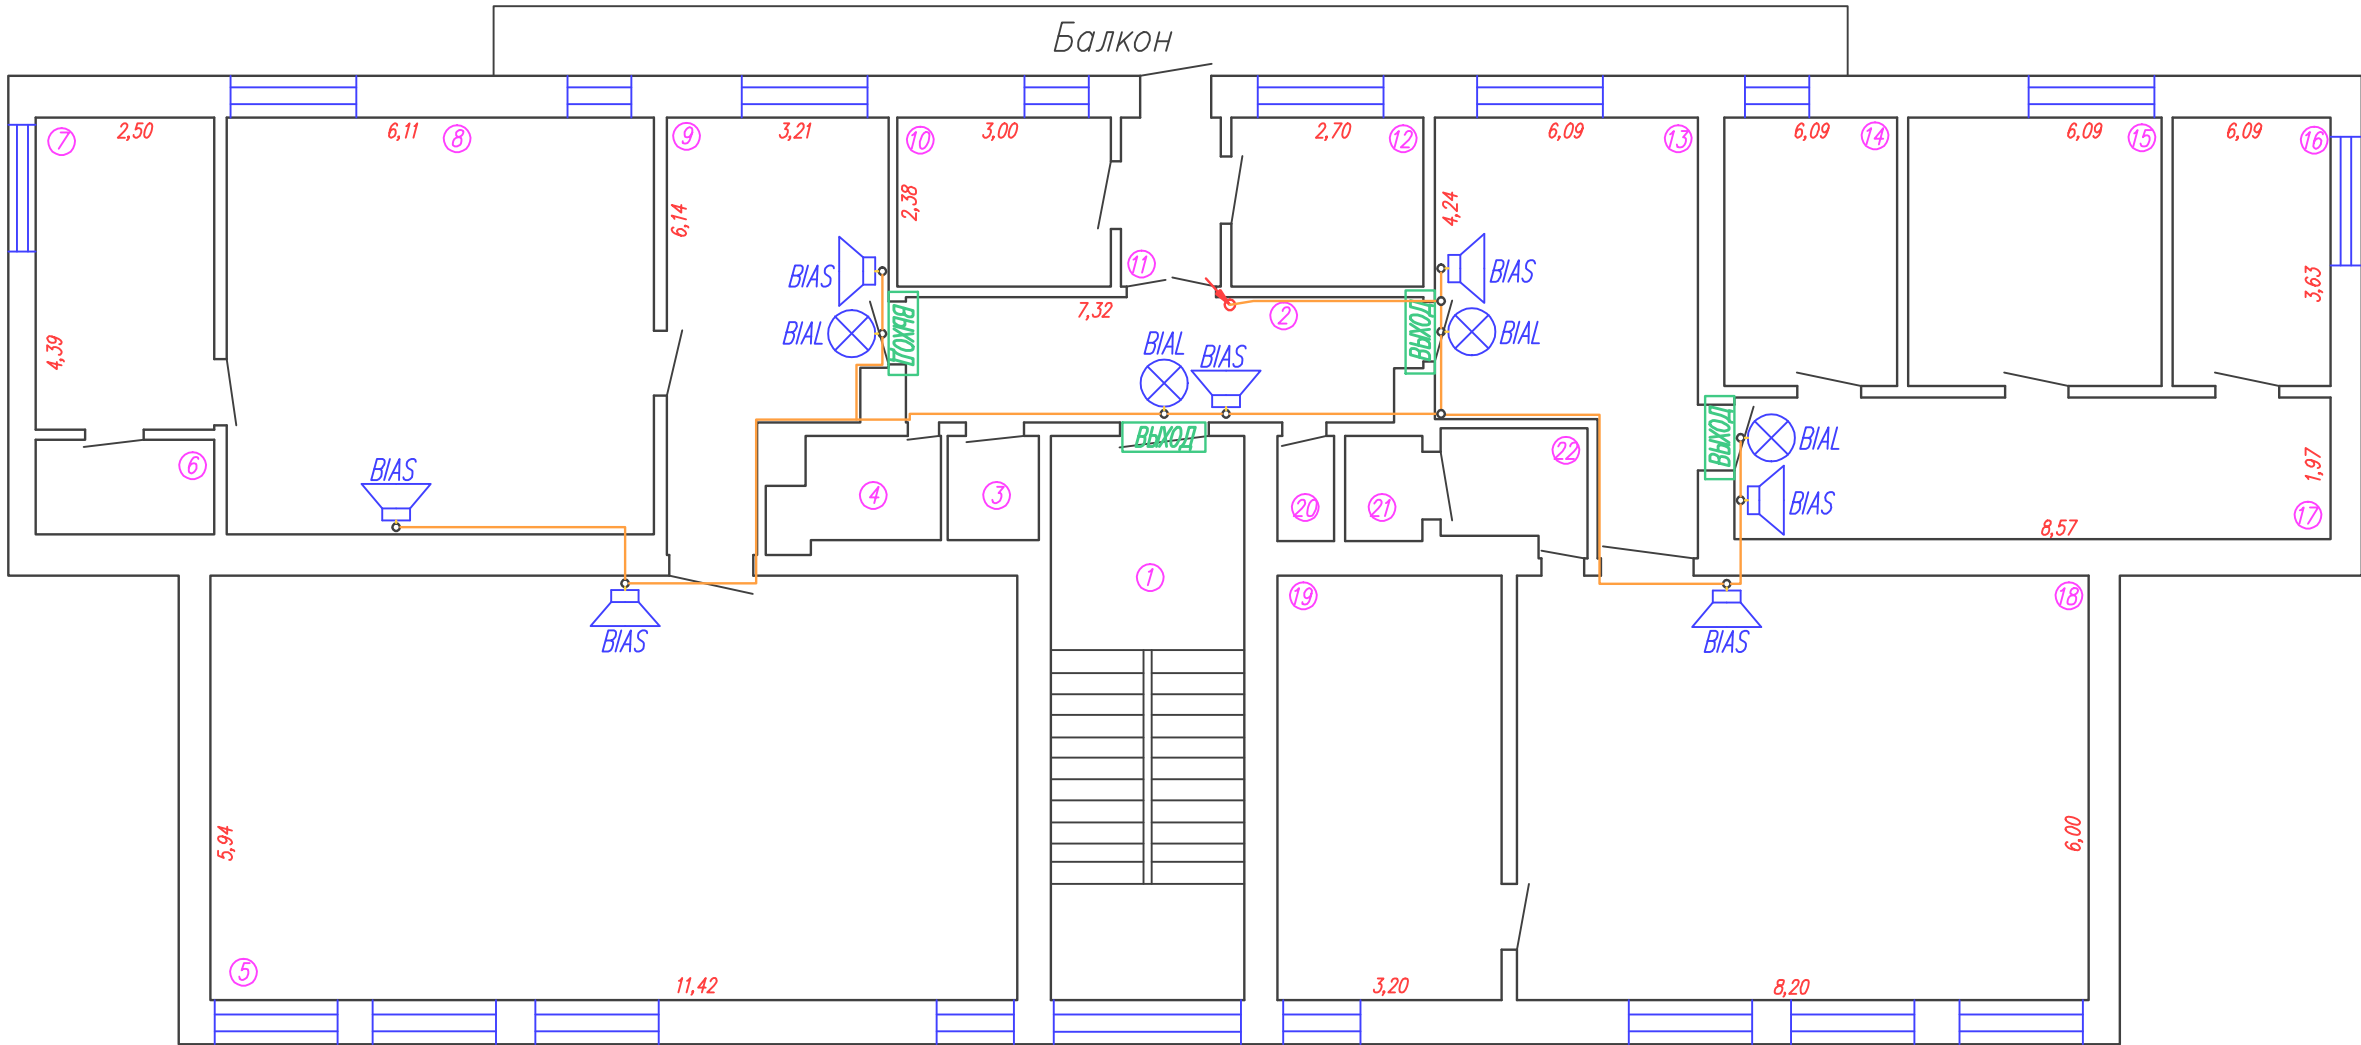 Балкон
7
2,50
6,11
8
9
3,21
10
3,00
2,70
12
6,09
13
6,09
14
6,09
15
6,09
16
2,38
6,14
4,24
11
BIAS
BIAS
3,63
7,32
2
ВЫХОД
BIAL
ВЫХОД
BIAL
4,39
BIAL
BIAS
ВЫХОД
ВЫХОД
BIAL
6
BIAS
22
1,97
4
3
20
21
BIAS
17
8,57
1
19
18
BIAS
BIAS
5,94
6,00
5
11,42
3,20
8,20